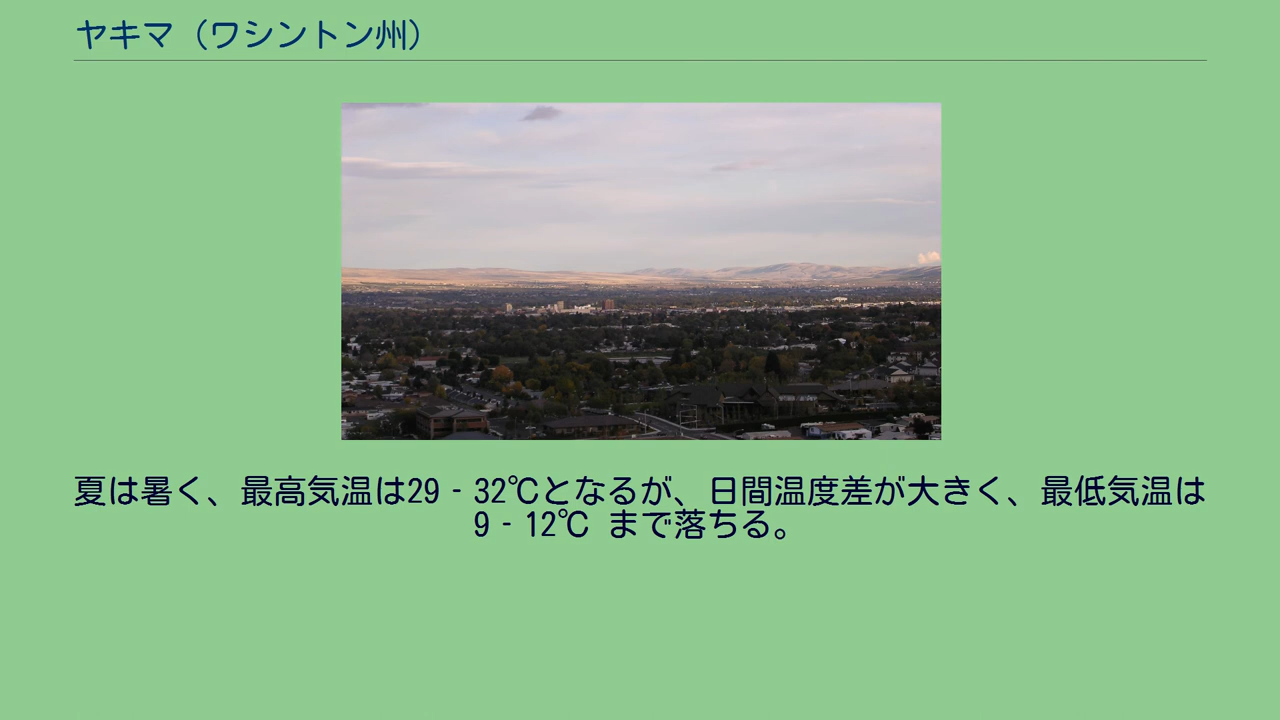 ヤキマ（ワシントン州）
夏は暑く、最高気温は29‐32℃となるが、日間温度差が大きく、最低気温は
9‐12℃ まで落ちる。